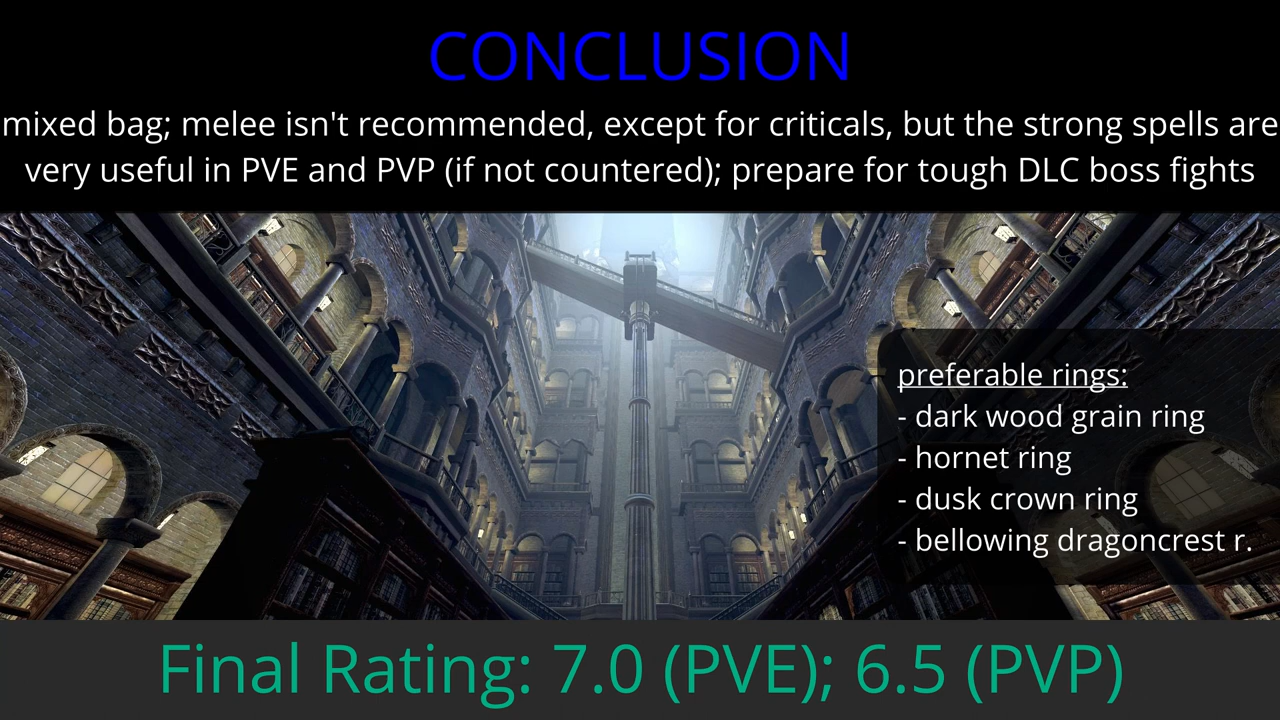 CONCLUSION
mixed bag; melee isn't recommended, except for criticals, but the strong spells are
very useful in PVE and PVP (if not countered); prepare for tough DLC boss fights
preferable rings:
- dark wood grain ring
- hornet ring
- dusk crown ring
- bellowing dragoncrest r.
Final Rating: 7.0 (PVE); 6.5 (PVP)